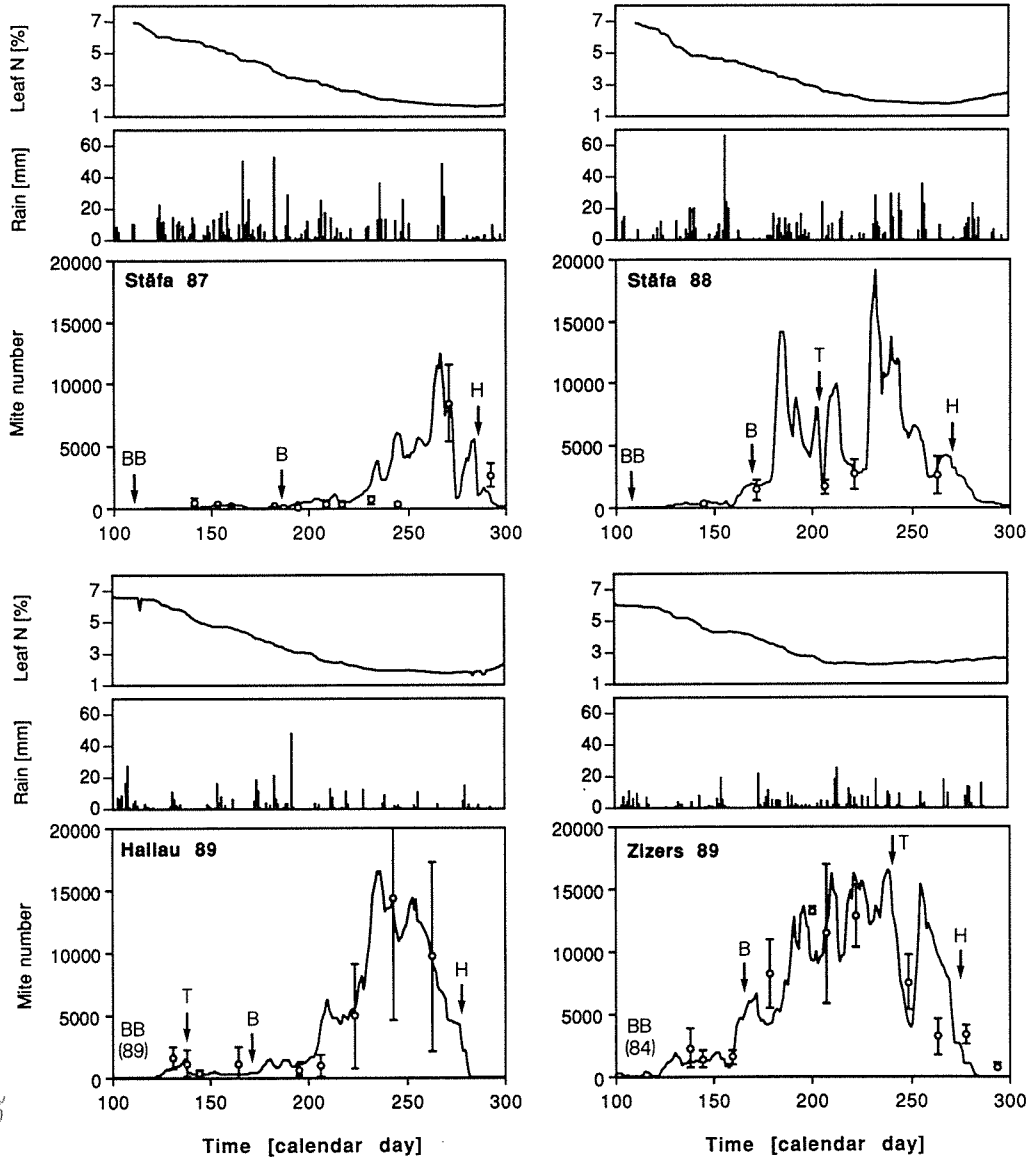 Leaf N [%]
7
5
3
1
7
5
3
1
Rain [mm]
60
40
20
0
60
40
20
0
Mite number
20000
15000
10000
5000
0
Stäfa 87
BB
B
H
100 150 200 250 300
20000
15000
10000
5000
0
Stäfa 88
BB
B
T
H
100 150 200 250 300
Leaf N [%]
7
5
3
1
7
5
3
1
Rain [mm]
60
40
20
0
60
40
20
0
Mite number
20000
15000
10000
5000
0
Hallau 89
BB
(89)
T
B
H
100 150 200 250 300
Time [calendar day]
20000
15000
10000
5000
0
Zizers 89
BB
(84)
B
T
H
100 150 200 250 300
Time [calendar day]